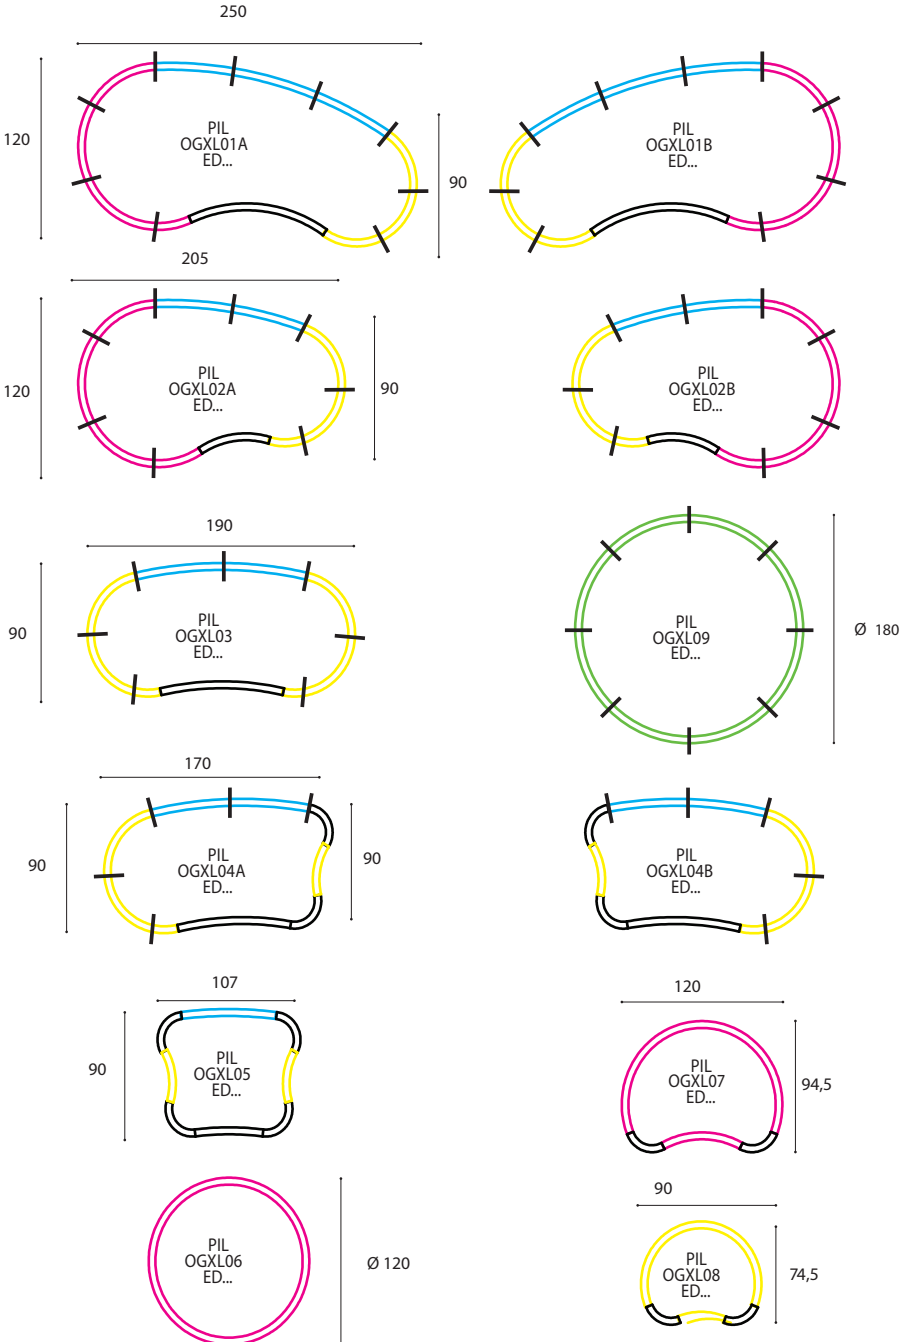 250
120
PIL
OGXL01A
ED...
90
PIL
OGXL01B
ED...
205
120
PIL
OGXL02A
ED...
90
PIL
OGXL02B
ED...
190
90
PIL
OGXL03
ED...
PIL
OGXL09
ED...
Ø 180
170
90
PIL
OGXL04A
ED...
90
PIL
OGXL04B
ED...
107
90
PIL
OGXL05
ED...
120
PIL
OGXL07
ED...
94,5
PIL
OGXL06
ED...
Ø 120
90
PIL
OGXL08
ED...
74,5